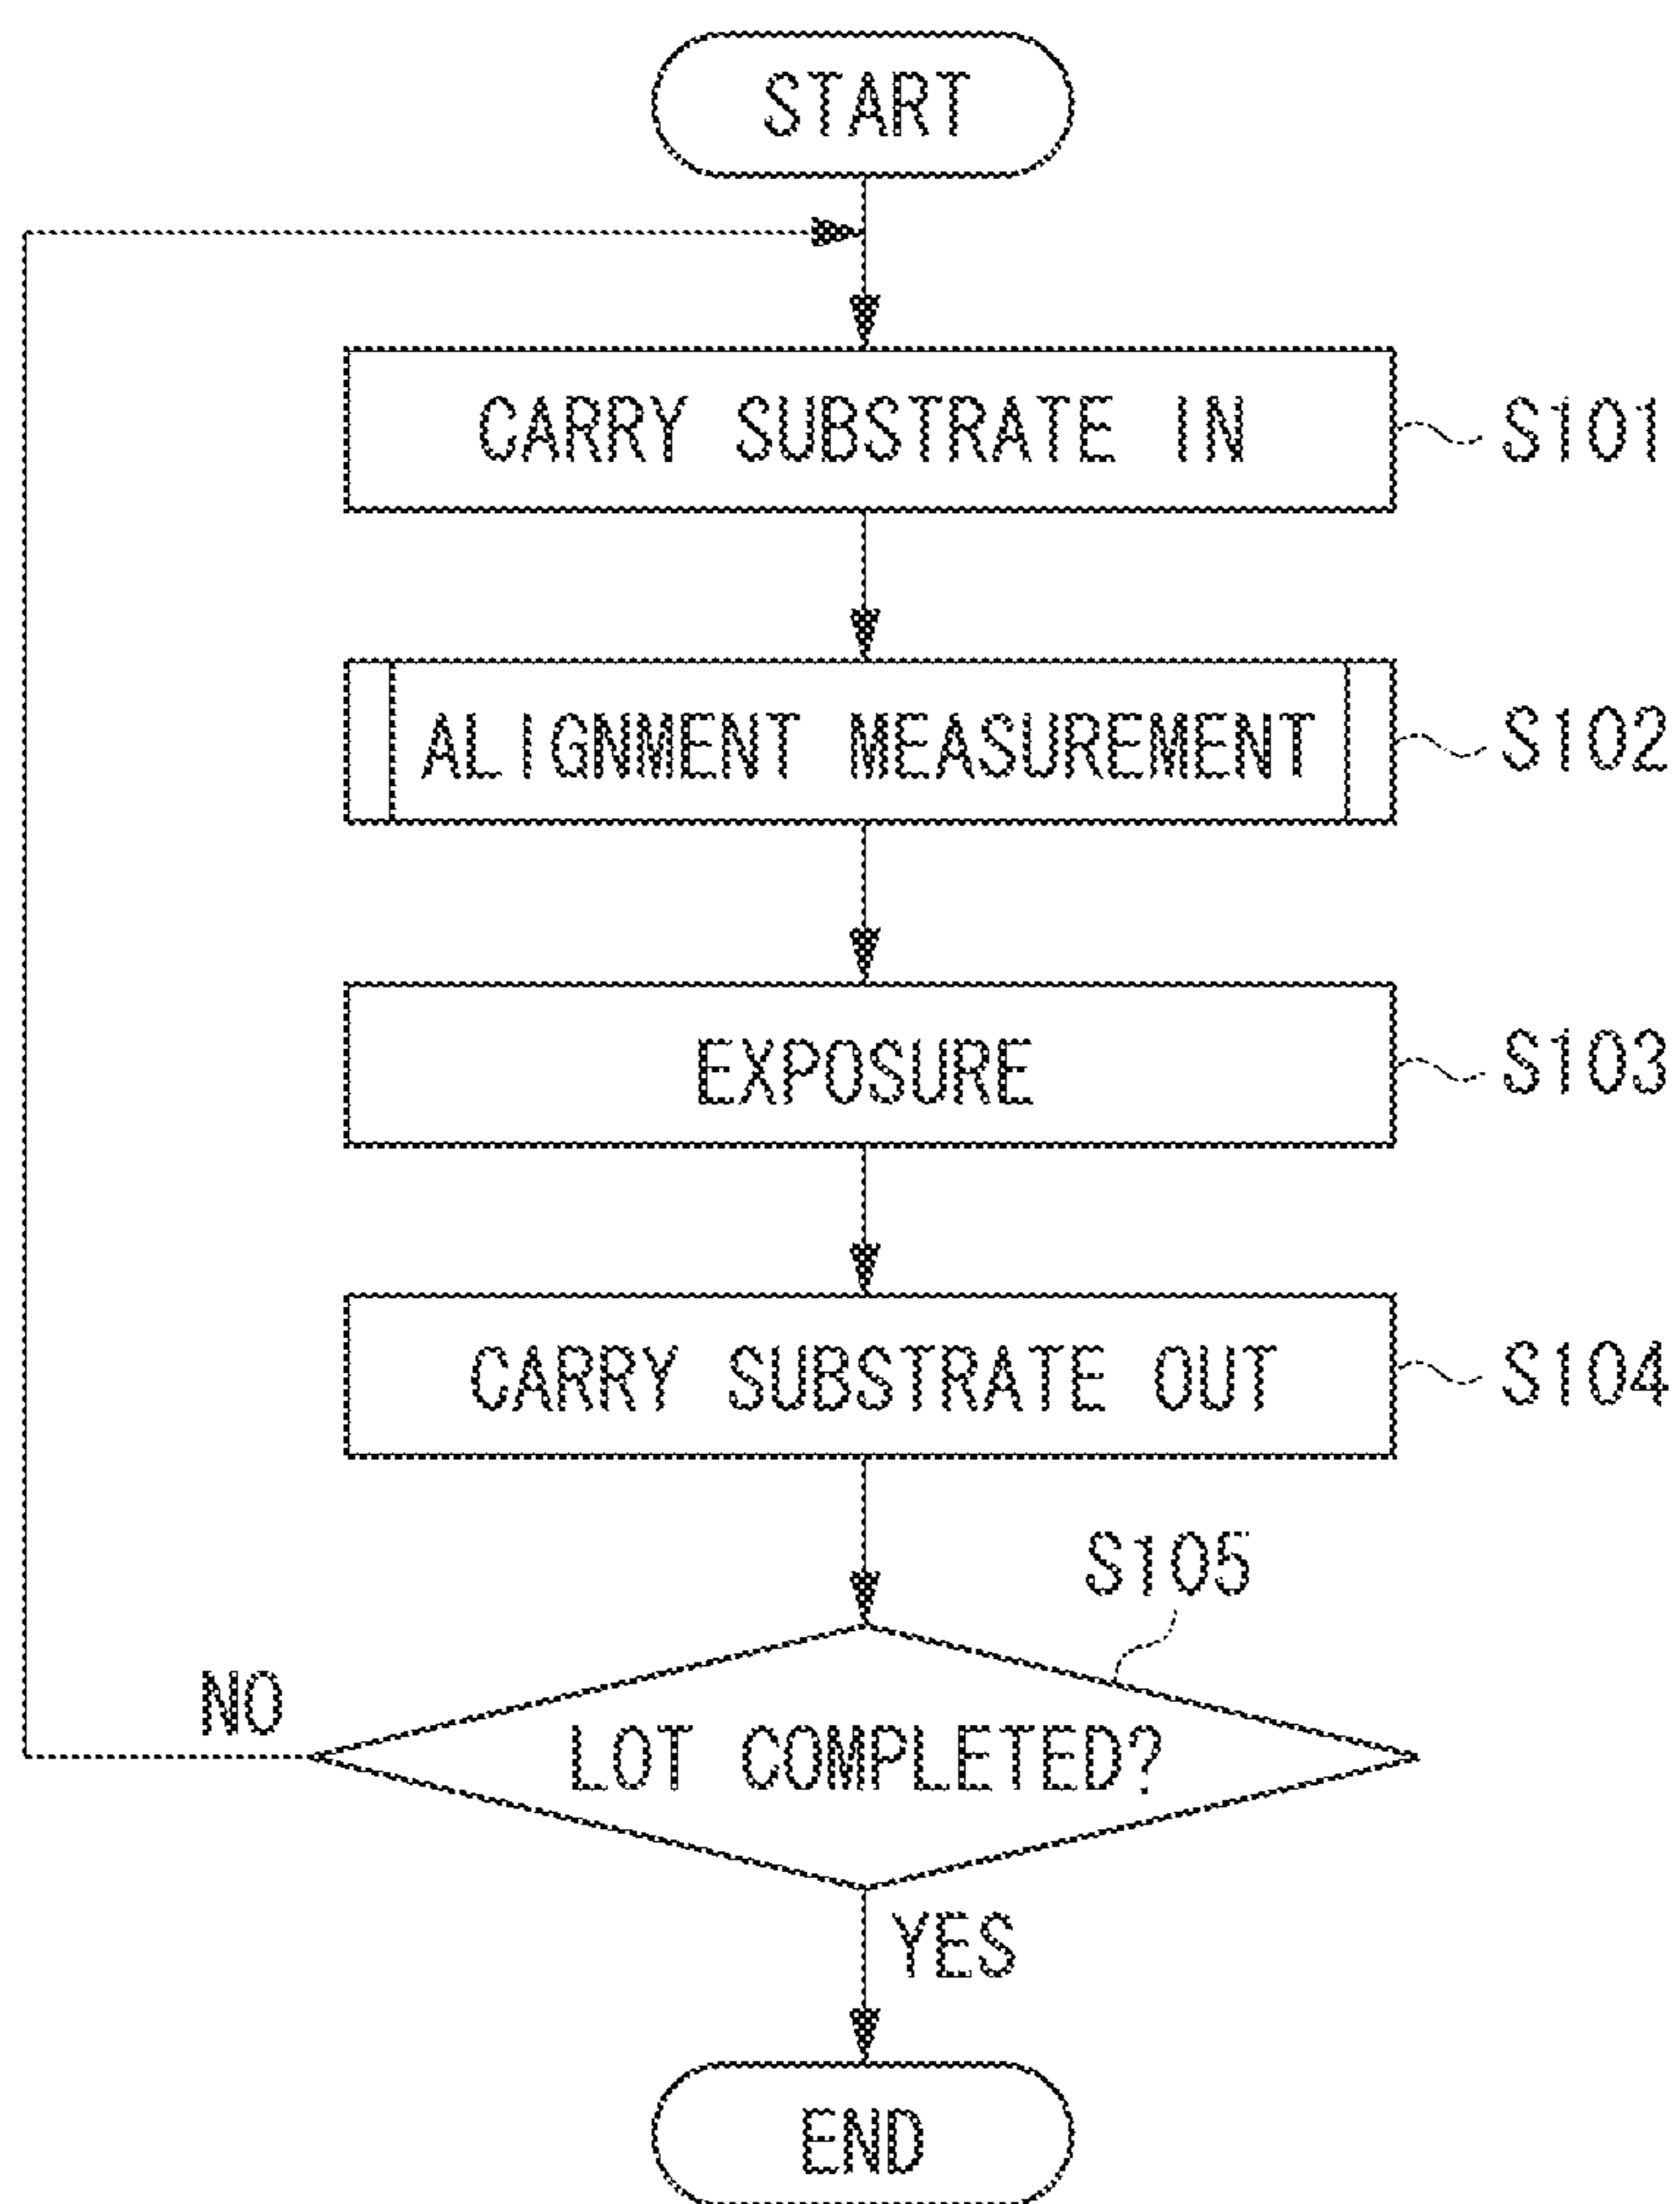 START
CARRY SUBSTRATE IN
S101
ALIGNMENT MEASUREMENT
S102
EXPOSURE
S103
CARRY SUBSTRATE OUT
S104
S105
NO
LOT COMPLETED?
YES
END